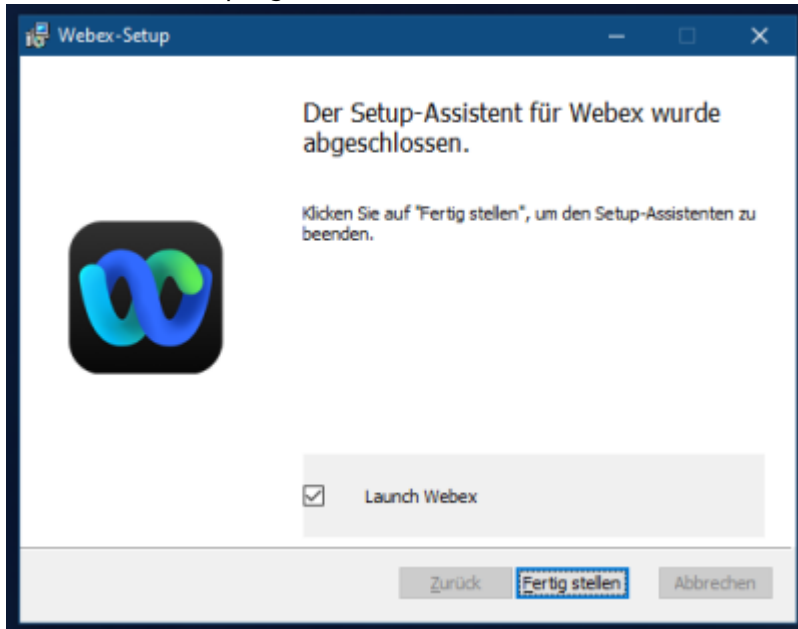 Webex-Setup
Der Setup-Assistent für Webex wurde
abgeschlossen.
Klicken Sie auf "Fertig stellen", um den Setup-Assistenten zu
beenden.
Launch Webex
Zurück Fertig stellen Abbrechen